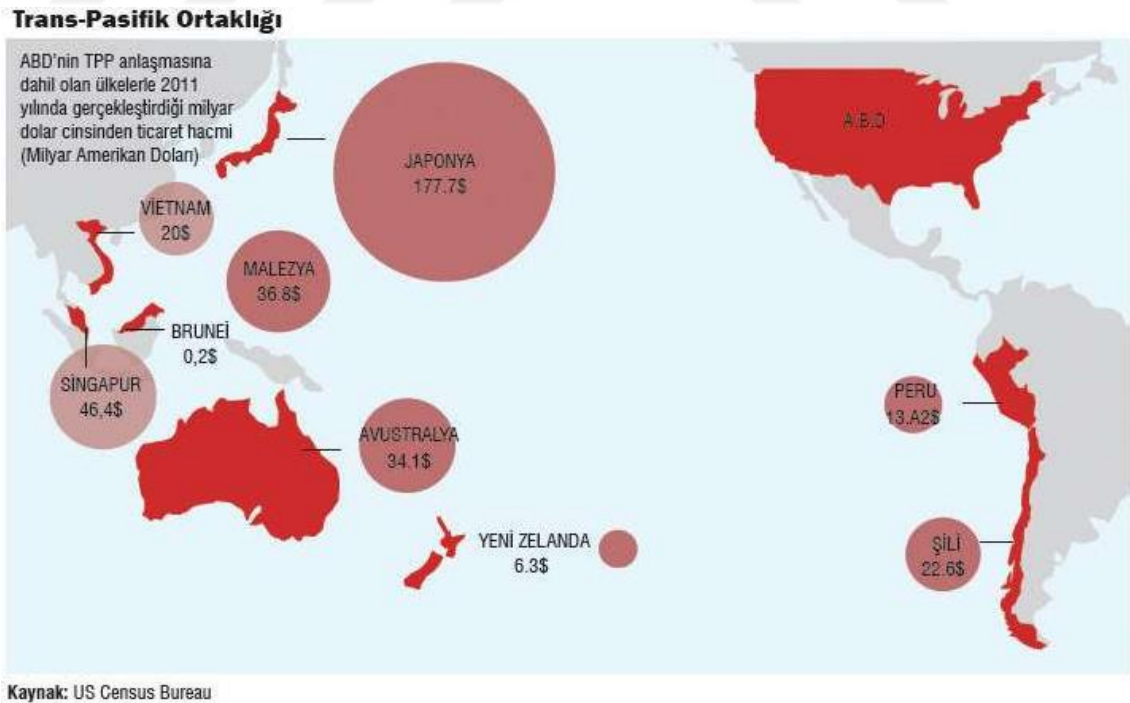 Trans-Pasifik Ortaklığı
ABD'nin TPP anlaşmasına
dahil olan ülkelerle 2011
yılında gerçekleştirdiği milyar
dolar cinsinden ticaret hacmi
(Milyar Amerikan Doları)
JAPONYA
177.7$
A.B.D
VİETNAM
20$
MALEZYA
36.8$
BRUNEİ
0,2$
SİNGAPUR
46,4$
PERU
13.A2$
AVUSTRALYA
34.1$
YENİ ZELANDA
6.3$
ŞİLİ
22.6$
Kaynak: US Census Bureau